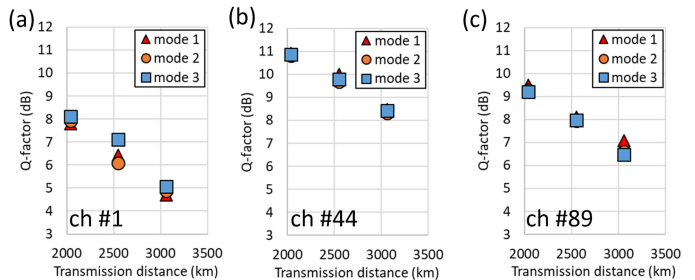 (a)
12
11
10
9
8
7
6
5
4
3
Q-factor (dB)
mode 1
mode 2
mode 3
ch #1
2000 2500 3000 3500
Transmission distance (km)
(b)
12
11
10
9
8
7
6
5
4
3
Q-factor (dB)
mode 1
mode 2
mode 3
ch #44
2000 2500 3000 3500
Transmission distance (km)
(c)
12
11
10
9
8
7
6
5
4
3
Q-factor (dB)
mode 1
mode 2
mode 3
ch #89
2000 2500 3000 3500
Transmission distance (km)